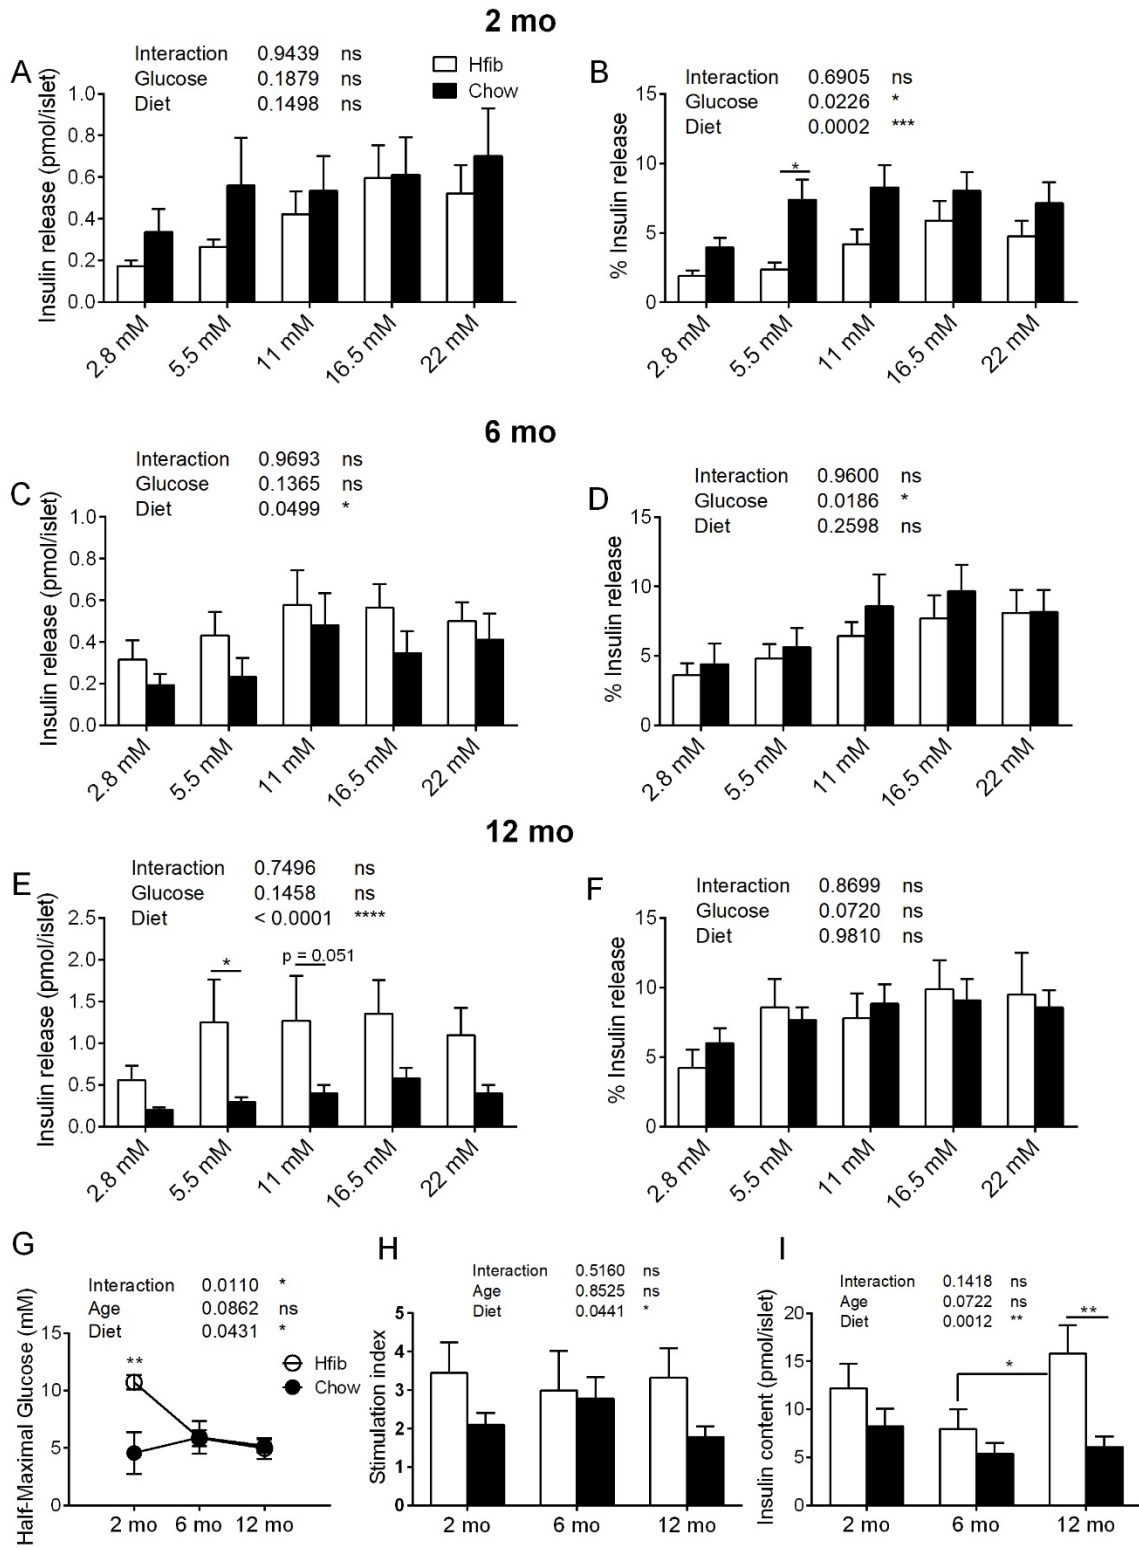 2 mo
A
Interaction 0.9439 ns
Glucose 0.1879 ns
Diet 0.1498 ns
Hfib
Chow
Insulin release (pmol/islet)
1.0
0.8
0.6
0.4
0.2
0.0
2.8 mM 5.5 mM 11 mM 16.5 mM 22 mM
B
Interaction 0.6905 ns
Glucose 0.0226 *
Diet 0.0002 ***
% Insulin release
15
10
5
0
*
2.8 mM 5.5 mM 11 mM 16.5 mM 22 mM
6 mo
C
Interaction 0.9693 ns
Glucose 0.1365 ns
Diet 0.0499 *
Insulin release (pmol/islet)
1.0
0.8
0.6
0.4
0.2
0.0
2.8 mM 5.5 mM 11 mM 16.5 mM 22 mM
D
Interaction 0.9600 ns
Glucose 0.0186 *
Diet 0.2598 ns
% Insulin release
15
10
5
0
2.8 mM 5.5 mM 11 mM 16.5 mM 22 mM
12 mo
E
Interaction 0.7496 ns
Glucose 0.1458 ns
Diet < 0.0001 ****
Insulin release (pmol/islet)
2.5
2.0
1.5
1.0
0.5
0.0
*
p = 0.051
2.8 mM 5.5 mM 11 mM 16.5 mM 22 mM
F
Interaction 0.8699 ns
Glucose 0.0720 ns
Diet 0.9810 ns
% Insulin release
15
10
5
0
2.8 mM 5.5 mM 11 mM 16.5 mM 22 mM
G
Interaction 0.0110 *
Age 0.0862 ns
Diet 0.0431 *
Half-Maximal Glucose (mM)
15
10
5
0
**
Hfib
Chow
2 mo 6 mo 12 mo
H
Interaction 0.5160 ns
Age 0.8525 ns
Diet 0.0441 *
Stimulation index
5
4
3
2
1
0
2 mo 6 mo 12 mo
I
Interaction 0.1418 ns
Age 0.0722 ns
Diet 0.0012 **
Insulin content (pmol/islet)
20
15
10
5
0
*
**
2 mo 6 mo 12 mo